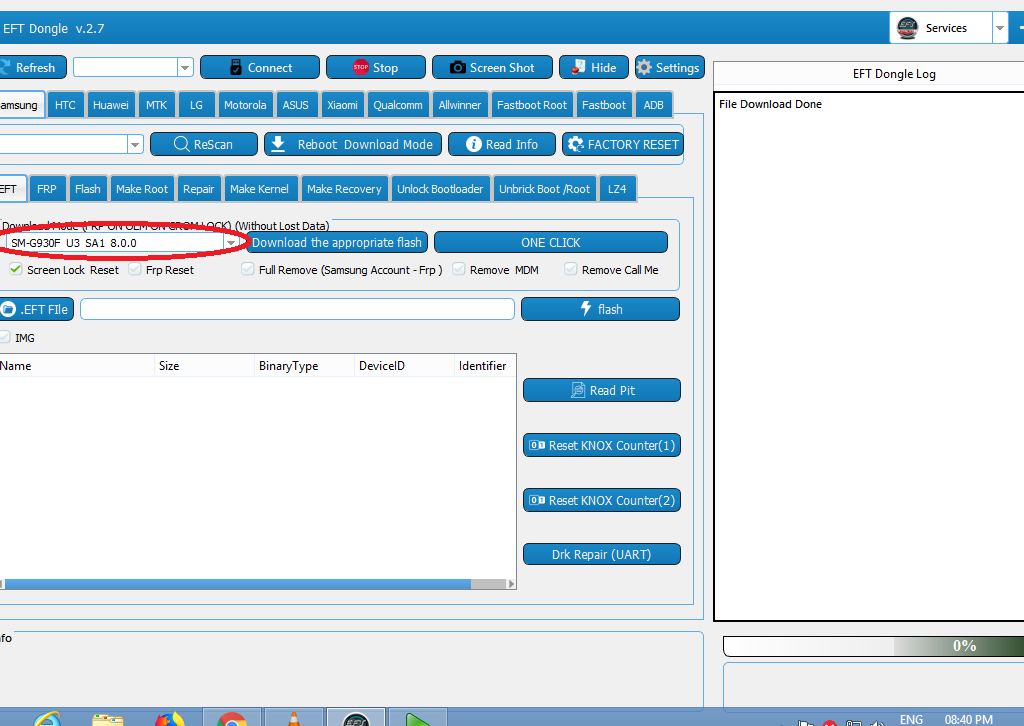 EFT Dongle v.2.7
EFT Services
Refresh Connect STOP Stop Screen Shot Hide Settings
EFT Dongle Log
amsung HTC Huawei MTK LG Motorola ASUS Xiaomi Qualcomm Allwinner Fastboot Root Fastboot ADB
File Download Done
ReScan Reboot Download Mode Read Info FACTORY RESET
EFT FRP Flash Make Root Repair Make Kernel Make Recovery Unlock Bootloader Unbrick Boot /Root LZ4
Download Mode (FRP ON OEM ON CROM LOCK) (Without Lost Data)
SM-G930F U3 SA1 8.0.0 Download the appropriate flash ONE CLICK
Screen Lock Reset Frp Reset Full Remove (Samsung Account - Frp ) Remove MDM Remove Call Me
.EFT FIle flash
IMG
Name Size BinaryType DeviceID Identifier
Read Pit
Reset KNOX Counter(1)
Reset KNOX Counter(2)
Drk Repair (UART)
nfo
0%
EFT
ENG 08:40 PM